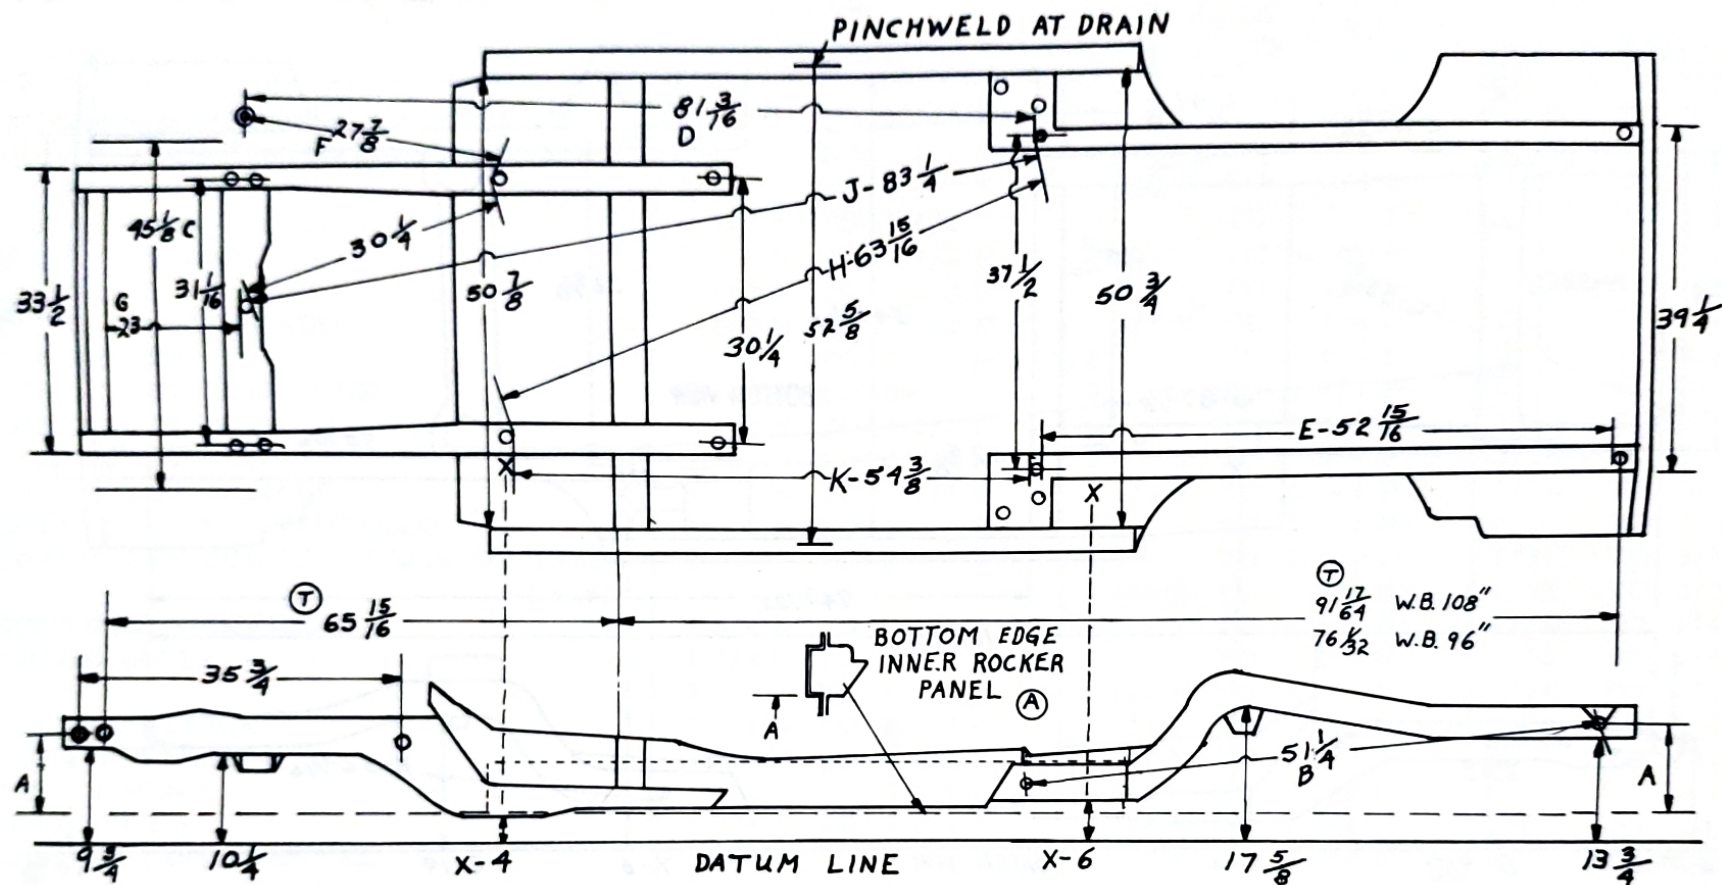 PINCHWELD AT DRAIN
81 3/16
D
27 7/8
F
J-83 1/4
45 1/8 C
30 1/4
H-63 15/16
33 1/2
G
23
31 1/16
50 7/8
52 5/8
37 1/2
50 3/4
39 1/4
30 1/4
E-52 15/16
K-54 3/8
X
X
T
65 15/16
T
91 17/64 W.B. 108"
76 1/32 W.B. 96"
35 3/4
BOTTOM EDGE
INNER ROCKER
PANEL
A
A
A
51 1/4
B
A
9 3/4
10 1/4
X-4
DATUM LINE
X-6
17 5/8
13 3/4